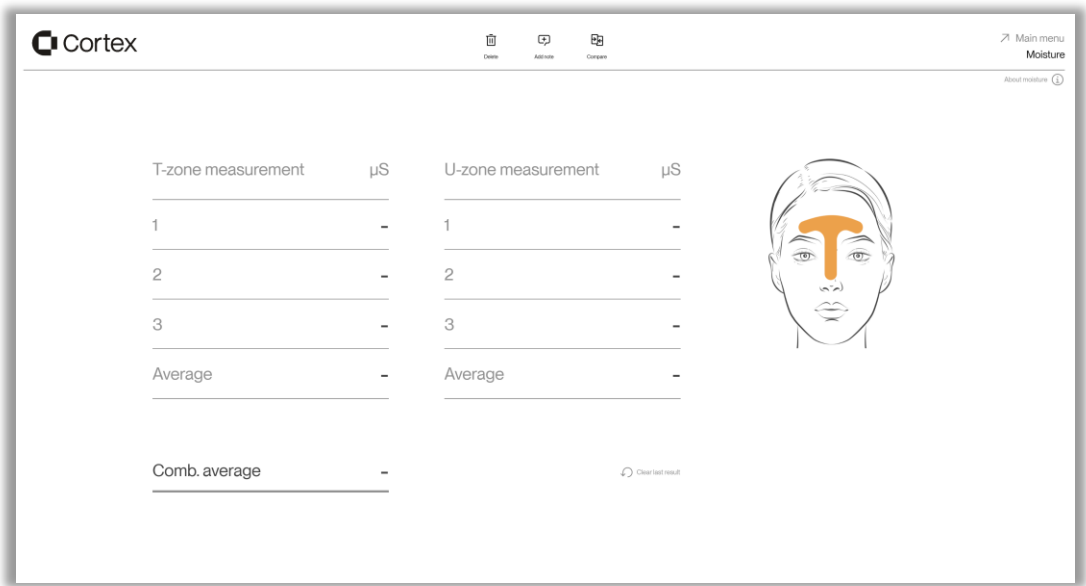 Cortex
Delete
Add note
Compare
Main menu
Moisture
About moisture
T-zone measurement µS
1 -
2 -
3 -
Average -
U-zone measurement µS
1 -
2 -
3 -
Average -
Comb. average -
Clear last result